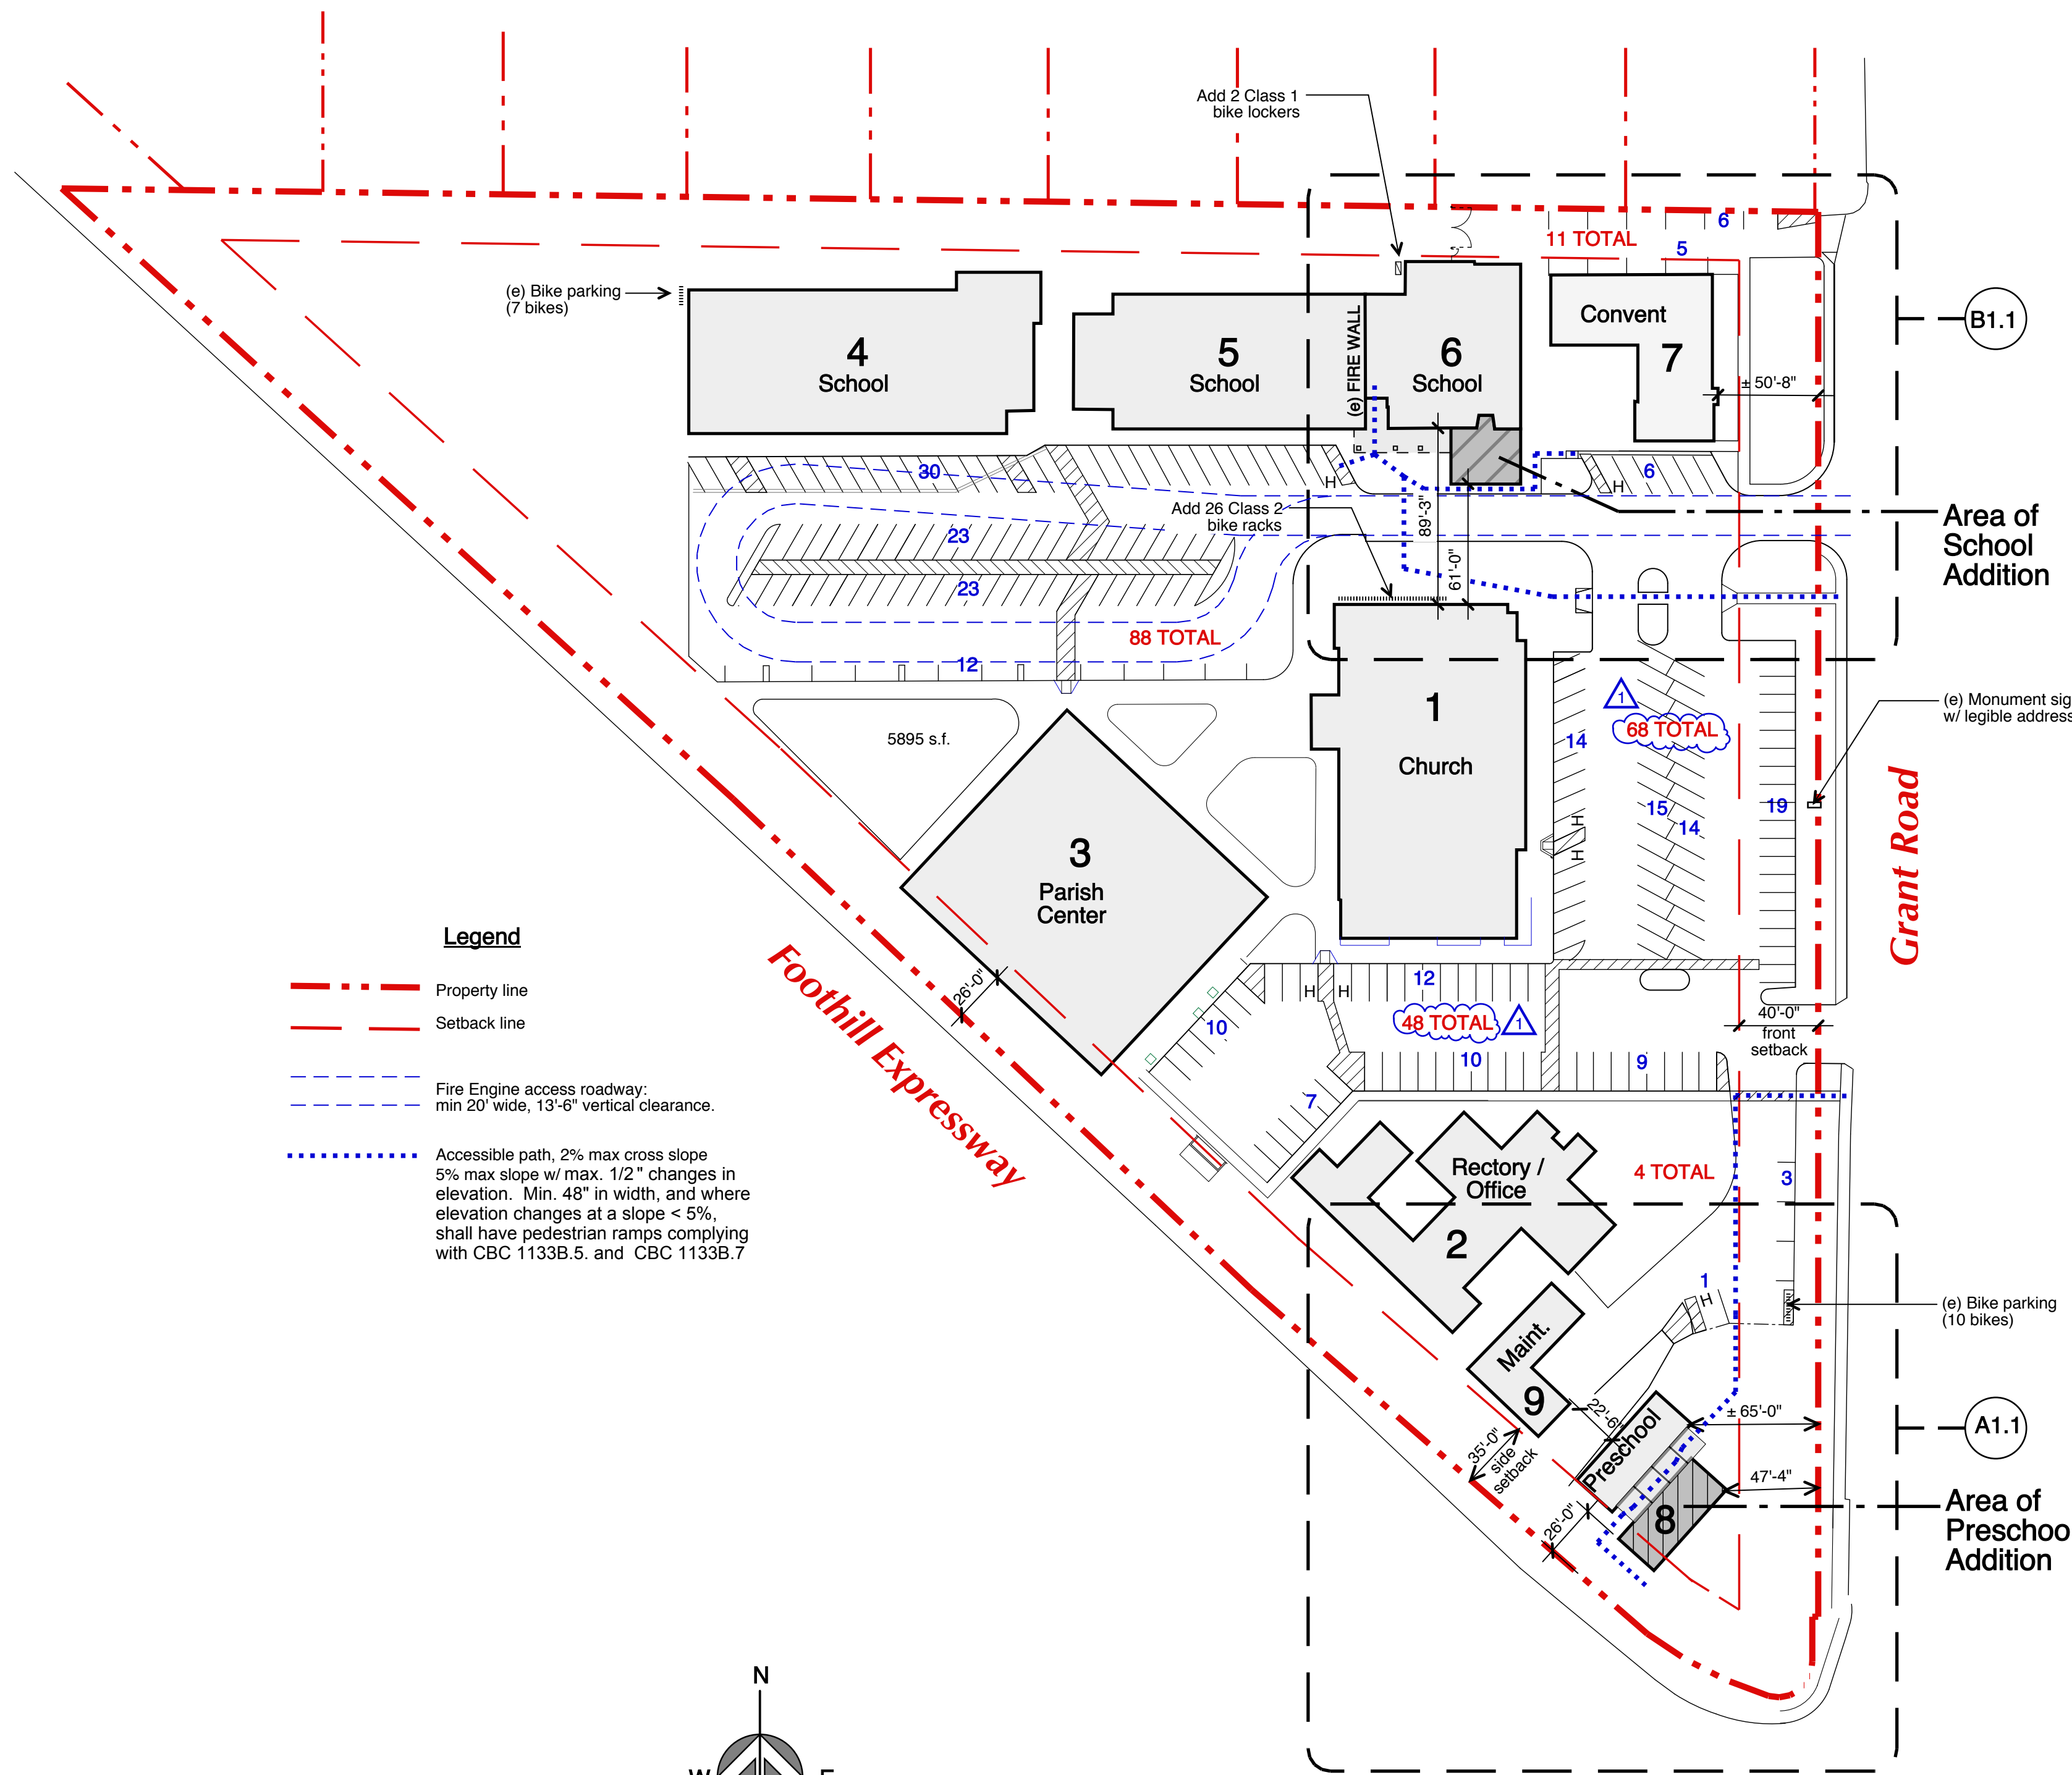 Add 2 Class 1
bike lockers
6
11 TOTAL
5
(e) Bike parking
(7 bikes)
4
School
5
School
(e) FIRE WALL
6
School
Convent
7
± 50'-8"
B1.1
30
H
H
6
Add 26 Class 2
bike racks
89'-3"
61'-0"
Area of
School
Addition
23
23
88 TOTAL
12
5895 s.f.
1
Church
1
68 TOTAL
14
15
14
19
H
H
(e) Monument sig
w/ legible address
Grant Road
3
Parish
Center
26'-0"
Foothill Expressway
Legend
Property line
Setback line
Fire Engine access roadway:
min 20' wide, 13'-6" vertical clearance.
Accessible path, 2% max cross slope
5% max slope w/ max. 1/2" changes in
elevation. Min. 48" in width, and where
elevation changes at a slope < 5%,
shall have pedestrian ramps complying
with CBC 1133B.5. and CBC 1133B.7
12
H
H
48 TOTAL
1
10
10
9
7
40'-0"
front
setback
Rectory /
Office
2
4 TOTAL
3
1
H
(e) Bike parking
(10 bikes)
Maint.
9
22'-6"
35'-0"
side
setback
Preschool
± 65'-0"
47'-4"
A1.1
8
26'-0"
Area of
Preschoo
Addition
N
W
E